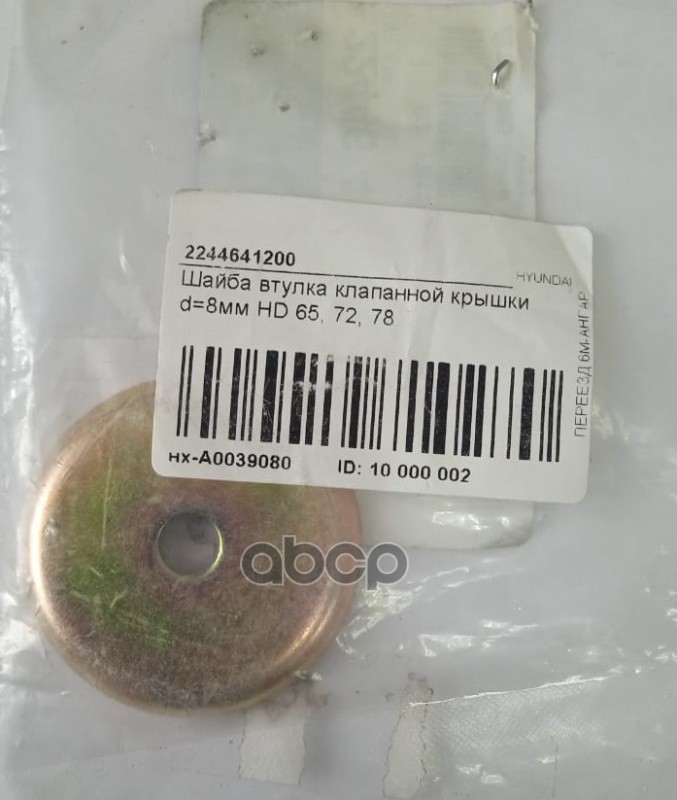 2244641200
HYUNDAI
Шайба втулка клапанной крышки
d=8мм HD 65, 72, 78
ПЕРЕЕЗД 6М-АНГАР
нх-А0039080 ID: 10 000 002
abcp